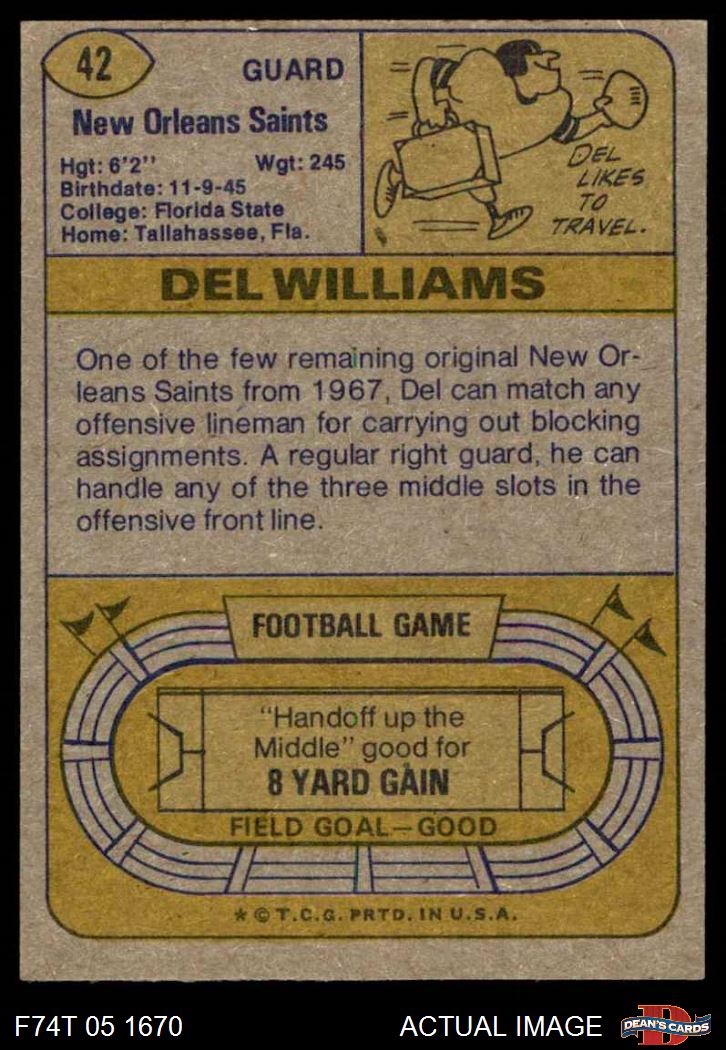 42
GUARD
New Orleans Saints
Hgt: 6'2" Wgt: 245
Birthdate: 11-9-45
College: Florida State
Home: Tallahassee, Fla.
DEL
LIKES
TO
TRAVEL.
DEL WILLIAMS
One of the few remaining original New Or-
leans Saints from 1967, Del can match any
offensive lineman for carrying out blocking
assignments. A regular right guard, he can
handle any of the three middle slots in the
offensive front line.
FOOTBALL GAME
"Handoff up the
Middle" good for
8 YARD GAIN
FIELD GOAL—GOOD
* © T.C.G. PRTD. IN U.S.A.
F74T 05 1670
ACTUAL IMAGE
D
DEAN'S CARDS